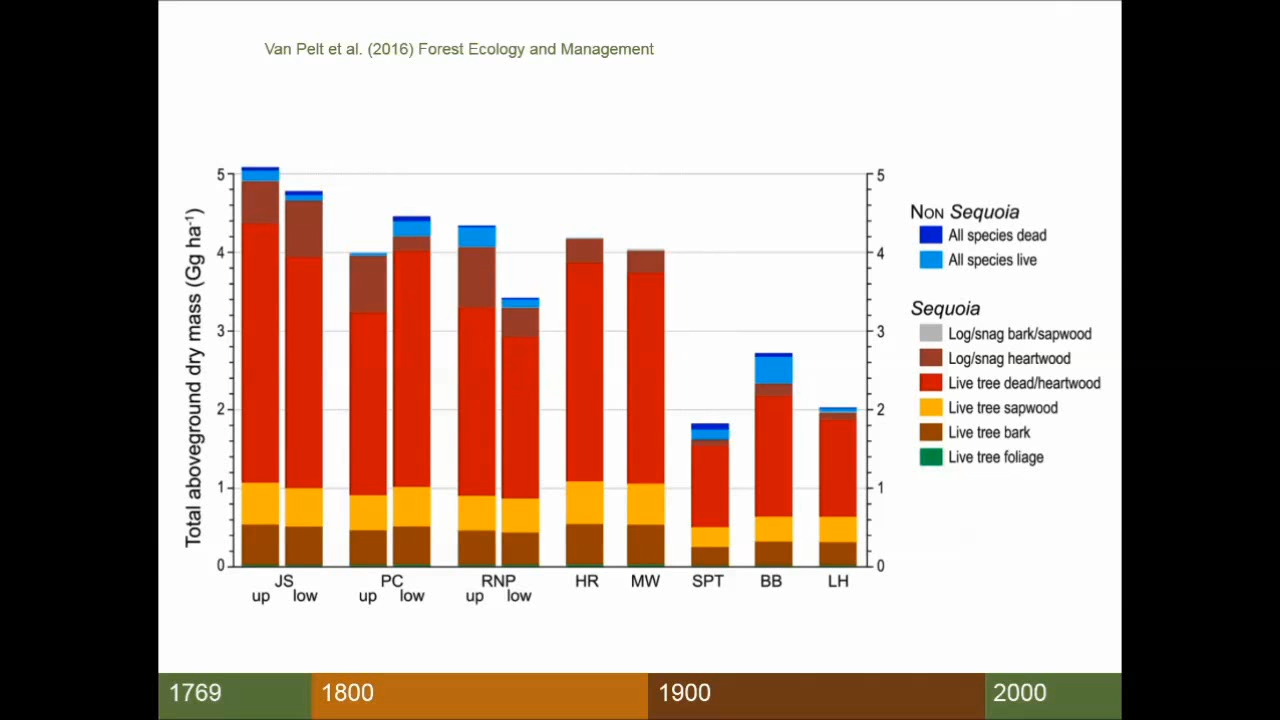 Van Pelt et al. (2016) Forest Ecology and Management
Total aboveground dry mass (Gg ha⁻¹)
5
4
3
2
1
0
5
4
3
2
1
0
JS
up low
PC
up low
RNP
up low
HR
MW
SPT
BB
LH
NON Sequoia
All species dead
All species live
Sequoia
Log/snag bark/sapwood
Log/snag heartwood
Live tree dead/heartwood
Live tree sapwood
Live tree bark
Live tree foliage
1769 1800 1900 2000